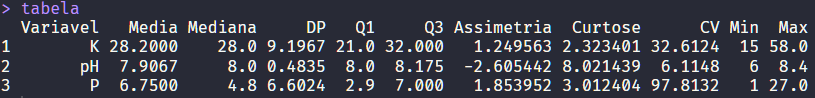 > tabela
Variavel Media Mediana DP Q1 Q3 Assimetria Curtose CV Min Max
1 K 28.2000 28.0 9.1967 21.0 32.000 1.249563 2.323401 32.6124 15 58.0
2 pH 7.9067 8.0 0.4835 8.0 8.175 -2.605442 8.021439 6.1148 6 8.4
3 P 6.7500 4.8 6.6024 2.9 7.000 1.853952 3.012404 97.8132 1 27.0